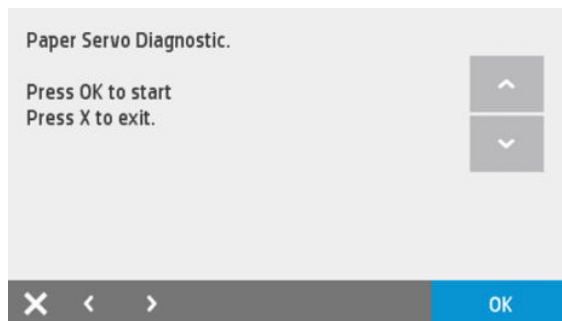 Paper Servo Diagnostic.
Press OK to start
Press X to exit.
OK